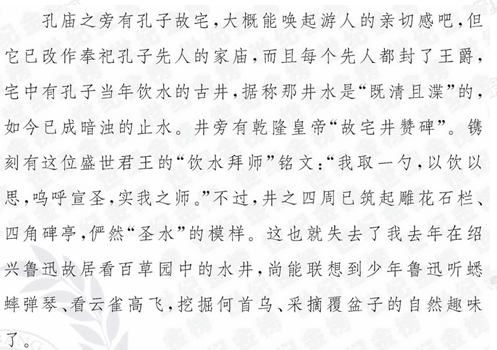 孔庙之旁有孔子故宅,大概能唤起游人的亲切感吧,但
它已改作奉祀孔子先人的家庙,而且每个先人都封了王爵,
宅中有孔子当年饮水的古井,据称那井水是“既清且渫”的,
如今已成暗浊的止水。井旁有乾隆皇帝“故宅井赞碑”。镌
刻有这位盛世君王的“饮水拜师”铭文:“我取一勺,以饮以
思,呜呼宣圣,实我之师。”不过,井之四周已筑起雕花石栏、
四角碑亭,俨然“圣水”的模样。这也就失去了我去年在绍
兴鲁迅故居看百草园中的水井,尚能联想到少年鲁迅听蟋
蟀弹琴、看云雀高飞,挖掘何首乌、采摘覆盆子的自然趣味
了。